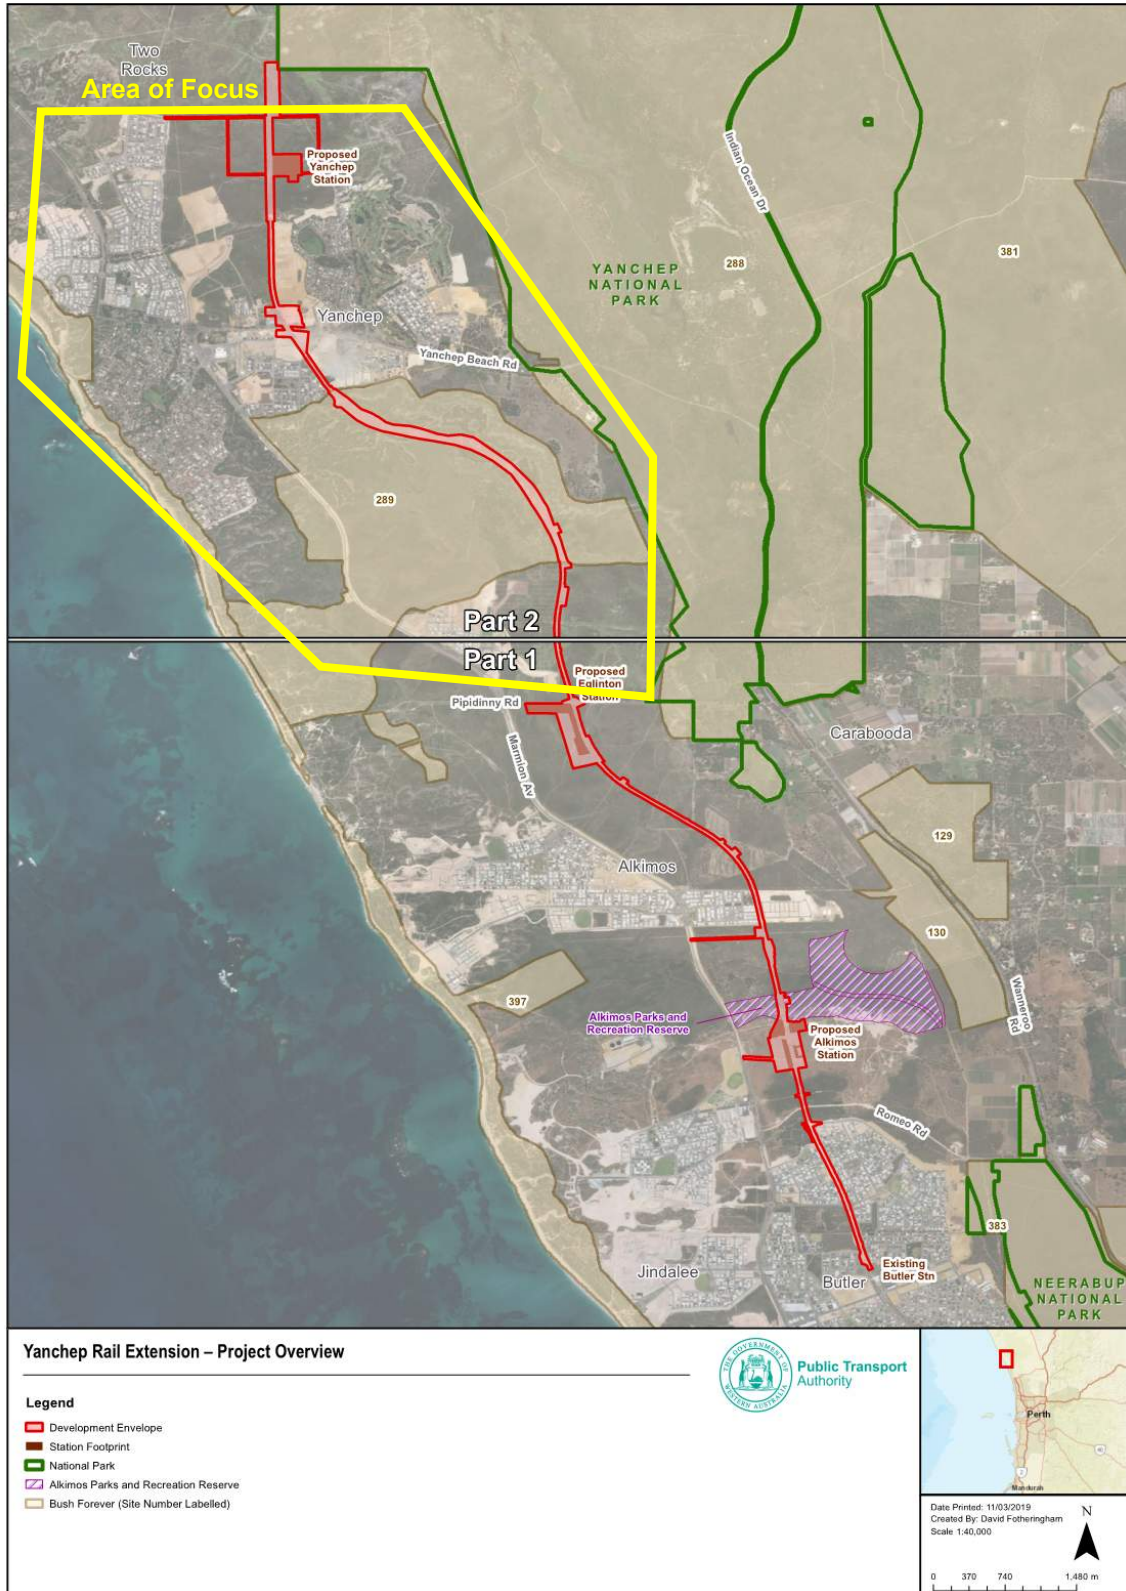 Two
Rocks
Area of Focus
Proposed
Yanchep
Station
Indian Ocean Dr
YANCHEP
NATIONAL
PARK
288
381
Yanchep
Yanchep Beach Rd
289
Part 2
Part 1
Proposed
Eglinton
Station
Pipidinny Rd
Marmion Av
Carabooda
129
Alkimos
130
397
Wanneroo
Rd
Alkimos Parks and
Recreation Reserve
Proposed
Alkimos
Station
Romeo Rd
383
Existing
Butler Stn
Jindalee
Butler
NEERABUP
NATIONAL
PARK
Yanchep Rail Extension – Project Overview
THE GOVERNMENT OF
WESTERN AUSTRALIA
Public Transport
Authority
Legend
Development Envelope
Station Footprint
National Park
Alkimos Parks and Recreation Reserve
Bush Forever (Site Number Labelled)
Perth
Mandurah
Date Printed: 11/03/2019
Created By: David Fotheringham
Scale 1:40,000
N
0 370 740 1,480 m